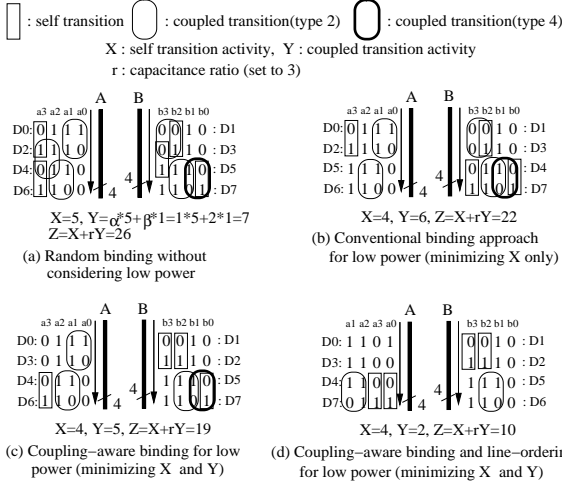 : self transition : coupled transition(type 2) : coupled transition(type 4)
X : self transition activity, Y : coupled transition activity
r : capacitance ratio (set to 3)
A B
a3 a2 a1 a0 b3 b2 b1 b0
D0: 0 1 1 1 0 0 1 0 : D1
D2: 1 1 1 1 0 1 1 0 : D3
D4: 0 1 0 0 1 1 1 0 : D5
D6: 1 1 0 0 1 1 0 1 : D7
4 4
X=5, Y=α*5+β*1=1*5+2*1=7
Z=X+rY=26
(a) Random binding without
considering low power
A B
a3 a2 a1 a0 b3 b2 b1 b0
D0: 0 1 1 1 0 0 1 0 : D1
D2: 1 1 1 1 0 1 1 0 : D3
D5: 1 1 1 0 0 1 1 0 : D4
D6: 1 1 0 0 1 1 0 1 : D7
4 4
X=4, Y=6, Z=X+rY=22
(b) Conventional binding approach
for low power (minimizing X only)
A B
a3 a2 a1 a0 b3 b2 b1 b0
D0: 0 1 1 1 0 0 1 0 : D1
D3: 0 1 1 0 1 1 1 0 : D2
D4: 0 1 1 0 1 1 1 0 : D5
D6: 1 1 0 0 1 1 0 1 : D7
4 4
X=4, Y=5, Z=X+rY=19
(c) Coupling−aware binding for low
power (minimizing X and Y)
A B
a1 a2 a3 a0 b3 b2 b1 b0
D0: 1 1 0 1 0 0 1 0 : D1
D3: 1 1 0 0 1 1 1 0 : D2
D4: 1 1 0 0 1 1 1 0 : D5
D7: 0 1 1 1 1 1 0 0 : D6
4 4
X=4, Y=2, Z=X+rY=10
(d) Coupling−aware binding and line−ordering
for low power (minimizing X and Y)